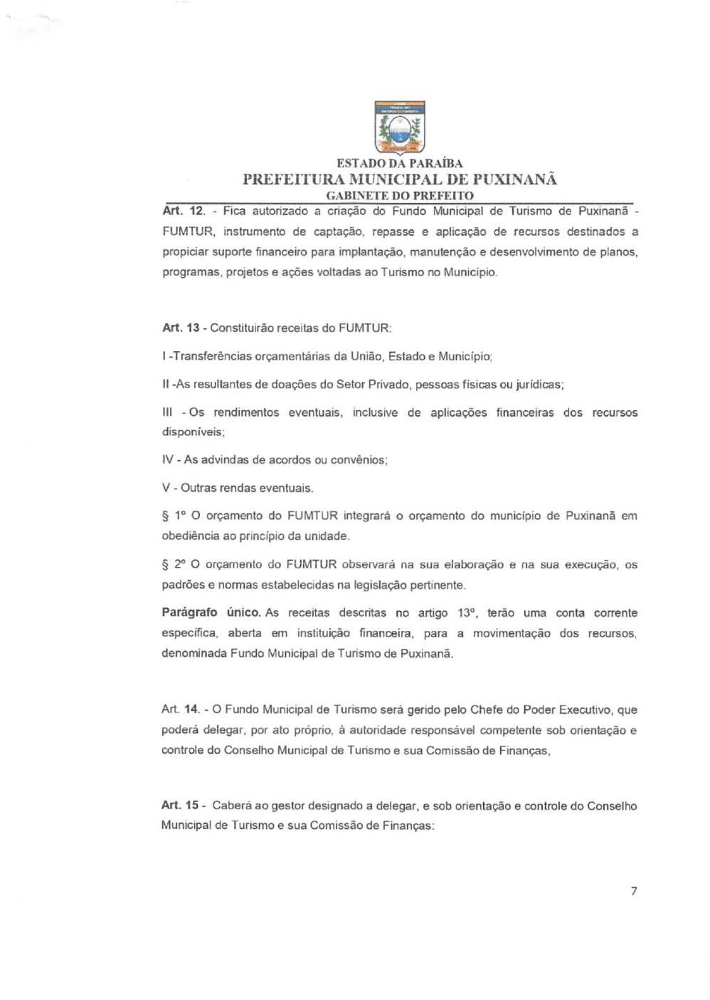 ESTADO DA PARAÍBA
PREFEITURA MUNICIPAL DE PUXINANÃ
GABINETE DO PREFEITO
Art. 12. - Fica autorizado a criação do Fundo Municipal de Turismo de Puxinanã -
FUMTUR, instrumento de captação, repasse e aplicação de recursos destinados a
propiciar suporte financeiro para implantação, manutenção e desenvolvimento de planos,
programas, projetos e ações voltadas ao Turismo no Município.
Art. 13 - Constituirão receitas do FUMTUR:
I -Transferências orçamentárias da União, Estado e Município;
II -As resultantes de doações do Setor Privado, pessoas físicas ou jurídicas;
III - Os rendimentos eventuais, inclusive de aplicações financeiras dos recursos
disponíveis;
IV - As advindas de acordos ou convênios;
V - Outras rendas eventuais.
§ 1º O orçamento do FUMTUR integrará o orçamento do município de Puxinanã em
obediência ao princípio da unidade.
§ 2º O orçamento do FUMTUR observará na sua elaboração e na sua execução, os
padrões e normas estabelecidas na legislação pertinente.
Parágrafo único. As receitas descritas no artigo 13º, terão uma conta corrente
específica, aberta em instituição financeira, para a movimentação dos recursos,
denominada Fundo Municipal de Turismo de Puxinanã.
Art. 14. - O Fundo Municipal de Turismo será gerido pelo Chefe do Poder Executivo, que
poderá delegar, por ato próprio, à autoridade responsável competente sob orientação e
controle do Conselho Municipal de Turismo e sua Comissão de Finanças,
Art. 15 - Caberá ao gestor designado a delegar, e sob orientação e controle do Conselho
Municipal de Turismo e sua Comissão de Finanças:
7